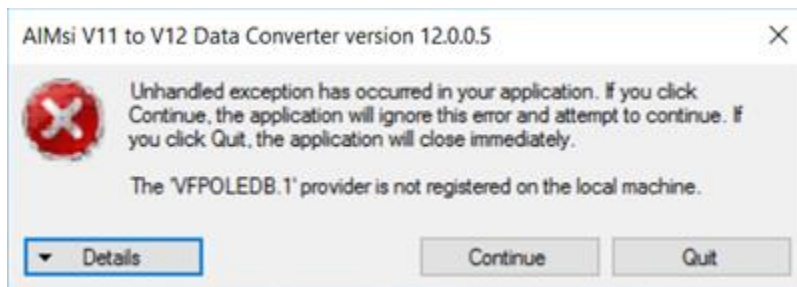 AIMsi V11 to V12 Data Converter version 12.0.0.5
Unhandled exception has occurred in your application. If you click
Continue, the application will ignore this error and attempt to continue. If
you click Quit, the application will close immediately.
The 'VFPOLEDB.1' provider is not registered on the local machine.
Details
Continue
Quit